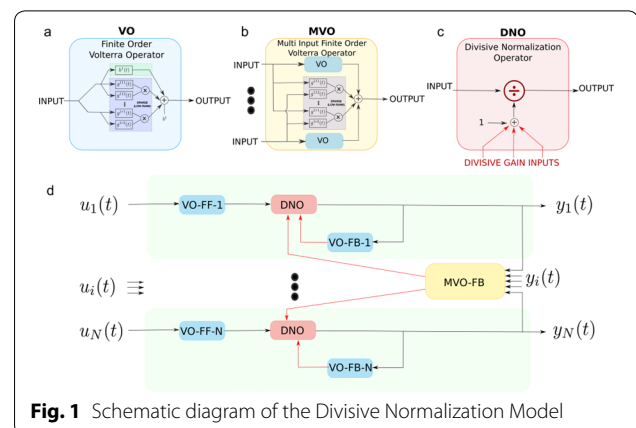 a
VO
Finite Order
Volterra Operator
INPUT
OUTPUT
b
MVO
Multi Input Finite Order
Volterra Operator
INPUT
VO
VO
INPUT
OUTPUT
c
DNO
Divisive Normalization
Operator
INPUT
÷
OUTPUT
1
+
DIVISIVE GAIN INPUTS
d
u₁(t)
VO-FF-1
DNO
y₁(t)
VO-FB-1
uᵢ(t)
MVO-FB
yᵢ(t)
u_N(t)
VO-FF-N
DNO
y_N(t)
VO-FB-N
Fig. 1 Schematic diagram of the Divisive Normalization Model